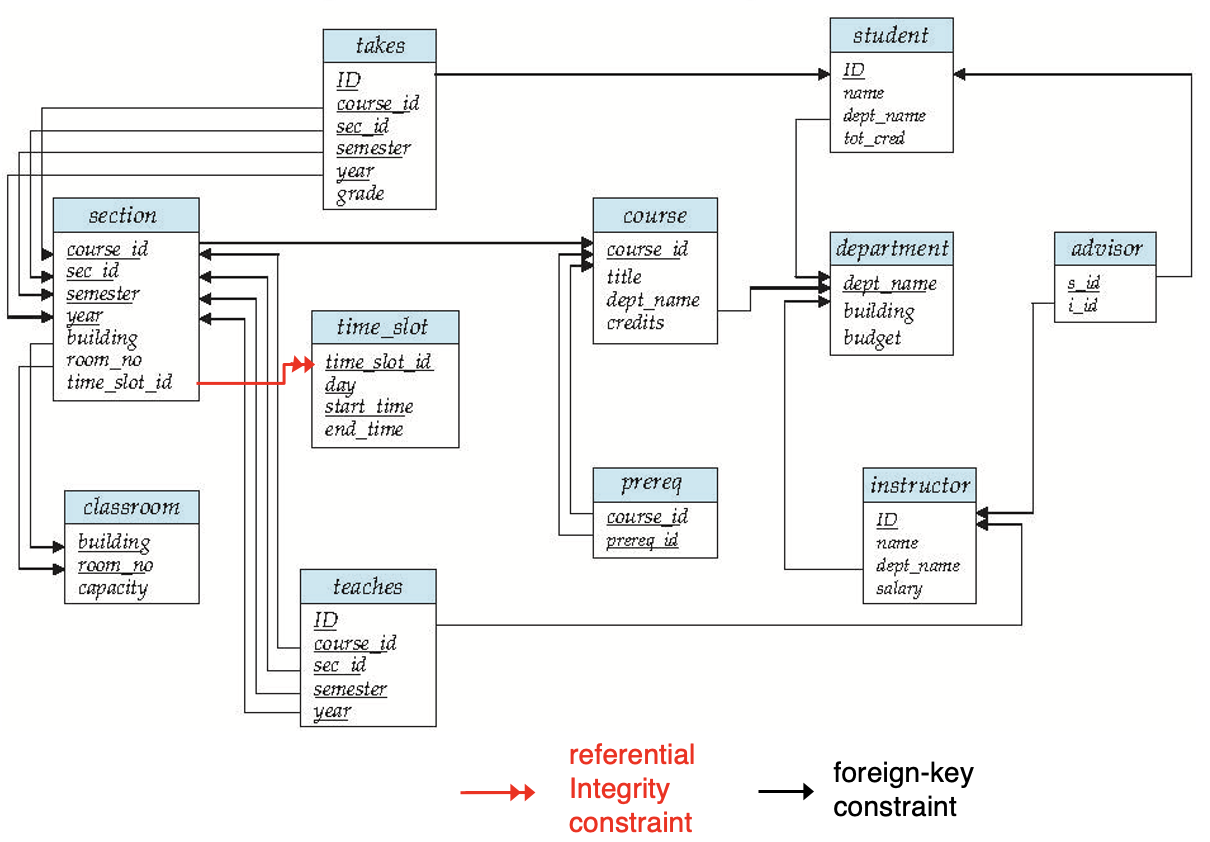 takes
ID
course_id
sec_id
semester
year
grade
student
ID
name
dept_name
tot_cred
section
course_id
sec_id
semester
year
building
room_no
time_slot_id
course
course_id
title
dept_name
credits
department
dept_name
building
budget
advisor
s_id
i_id
time_slot
time_slot_id
day
start_time
end_time
prereq
course_id
prereq_id
instructor
ID
name
dept_name
salary
classroom
building
room_no
capacity
teaches
ID
course_id
sec_id
semester
year
referential
Integrity
constraint
foreign-key
constraint